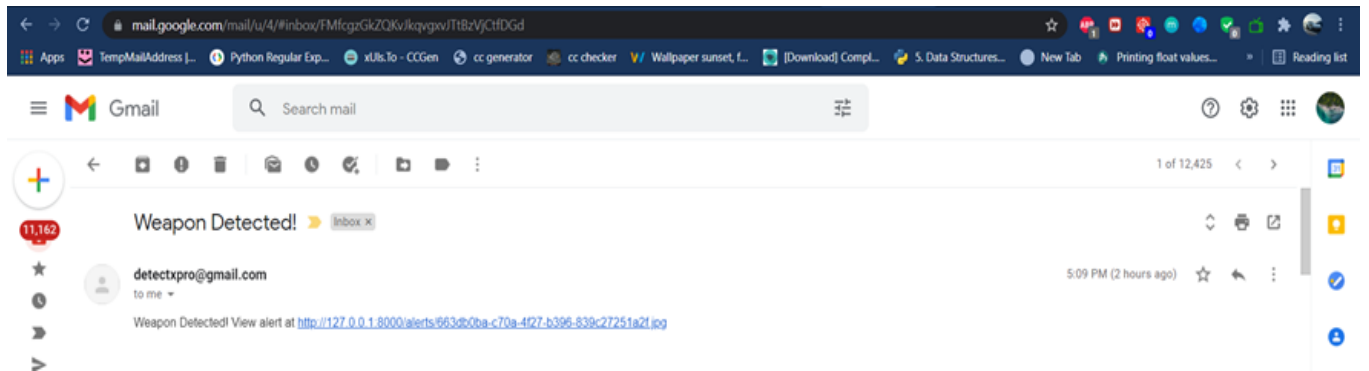 mail.google.com/mail/u/4/#inbox/FMfcgzGkZQKvJkqvgxvJTtBzVjCtfDGd
Apps TempMailAddress |... Python Regular Exp... xUls.To - CCGen cc generator cc checker Wallpaper sunset, f... [Download] Compl... 5. Data Structures... New Tab Printing float values... » Reading list
Gmail Search mail
1 of 12,425
Weapon Detected! Inbox ×
11,162
detectxpro@gmail.com 5:09 PM (2 hours ago)
to me
Weapon Detected! View alert at http://127.0.0.1:8000/alerts/663db0ba-c70a-4f27-b396-839c27251a2f.jpg